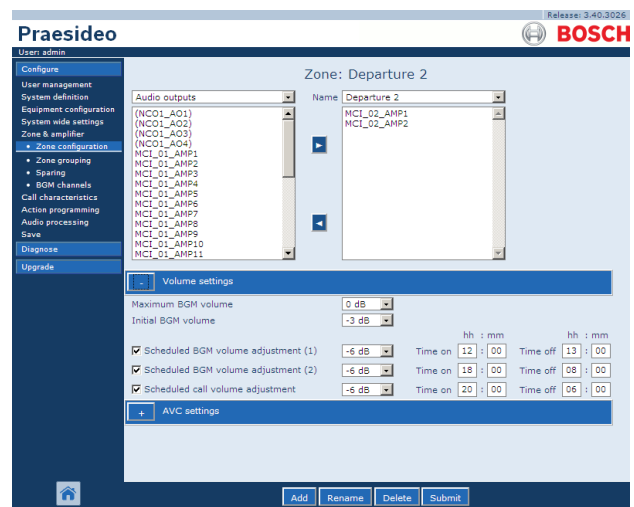 Release: 3.40.3026
Praesideo
BOSCH
User: admin
Configure
User management
System definition
Equipment configuration
System wide settings
Zone & amplifier
• Zone configuration
• Zone grouping
• Sparing
• BGM channels
Call characteristics
Action programming
Audio processing
Save
Diagnose
Upgrade
Zone: Departure 2
Audio outputs
Name Departure 2
(NCO1_AO1)
(NCO1_AO2)
(NCO1_AO3)
(NCO1_AO4)
MCI_01_AMP1
MCI_01_AMP2
MCI_01_AMP3
MCI_01_AMP4
MCI_01_AMP5
MCI_01_AMP6
MCI_01_AMP7
MCI_01_AMP8
MCI_01_AMP9
MCI_01_AMP10
MCI_01_AMP11
MCI_02_AMP1
MCI_02_AMP2
- Volume settings
Maximum BGM volume 0 dB
Initial BGM volume -3 dB
hh : mm hh : mm
Scheduled BGM volume adjustment (1) -6 dB Time on 12 : 00 Time off 13 : 00
Scheduled BGM volume adjustment (2) -6 dB Time on 18 : 00 Time off 08 : 00
Scheduled call volume adjustment -6 dB Time on 20 : 00 Time off 06 : 00
+ AVC settings
Add Rename Delete Submit